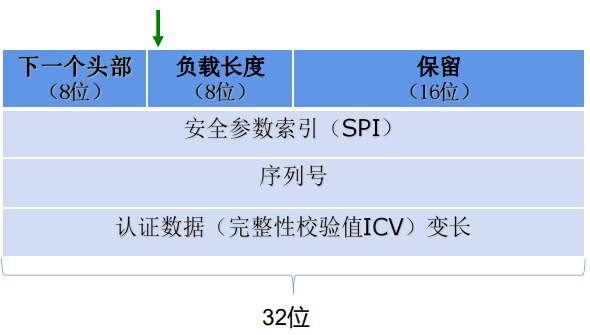 下一个头部 负载长度 保留
（8位） （8位） （16位）
安全参数索引（SPI）
序列号
认证数据（完整性校验值ICV）变长
32位